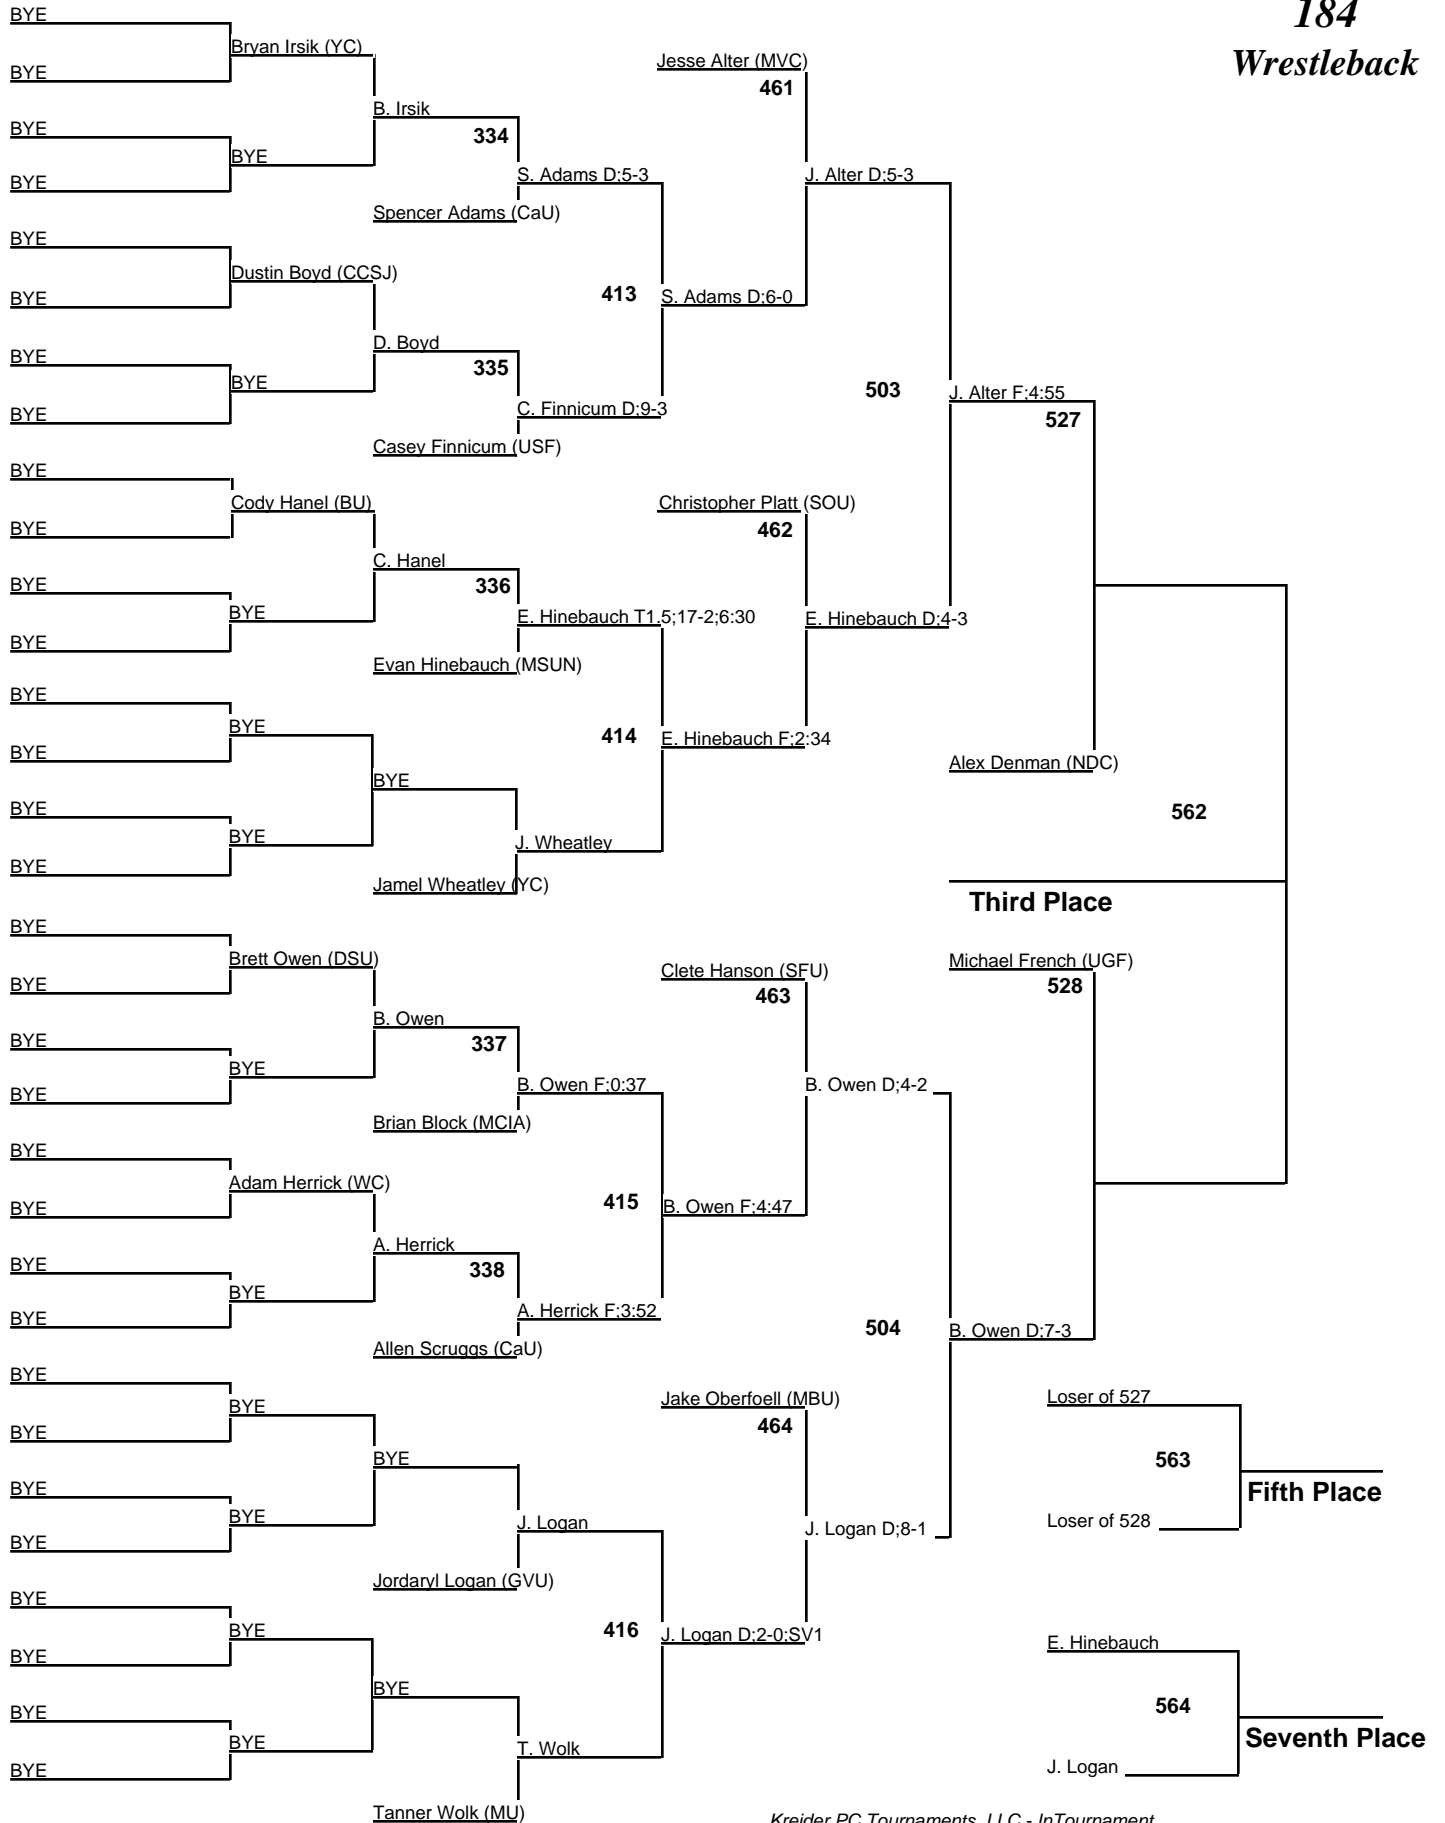 184
Wrestleback
BYE
Bryan Irsik (YC)
Jesse Alter (MVC)
BYE
461
B. Irsik
BYE
334
BYE
S. Adams D;5-3
J. Alter D;5-3
BYE
Spencer Adams (CaU)
BYE
Dustin Boyd (CCSJ)
BYE
413
S. Adams D;6-0
D. Boyd
BYE
335
BYE
503
J. Alter F;4:55
BYE
C. Finnicum D;9-3
527
Casey Finnicum (USF)
BYE
Cody Hanel (BU)
Christopher Platt (SOU)
BYE
462
C. Hanel
BYE
336
BYE
E. Hinebauch T1.5;17-2;6:30
E. Hinebauch D;4-3
BYE
Evan Hinebauch (MSUN)
BYE
BYE
414
E. Hinebauch F;2:34
BYE
Alex Denman (NDC)
BYE
BYE
562
BYE
J. Wheatley
BYE
Jamel Wheatley (YC)
Third Place
BYE
Brett Owen (DSU)
Michael French (UGF)
Clete Hanson (SFU)
BYE
463
528
B. Owen
BYE
337
BYE
B. Owen F;0:37
B. Owen D;4-2
BYE
Brian Block (MCIA)
BYE
Adam Herrick (WC)
BYE
415
B. Owen F;4:47
A. Herrick
BYE
338
BYE
A. Herrick F;3:52
BYE
504
B. Owen D;7-3
Allen Scruggs (CaU)
BYE
BYE
Jake Oberfoell (MBU)
Loser of 527
BYE
464
BYE
563
BYE
Fifth Place
BYE
J. Logan
J. Logan D;8-1
Loser of 528
BYE
Jordaryl Logan (GVU)
BYE
BYE
416
J. Logan D;2-0;SV1
E. Hinebauch
BYE
BYE
564
BYE
BYE
T. Wolk
Seventh Place
BYE
J. Logan
Tanner Wolk (MU)
Kreider PC Tournaments, LLC - InTournament